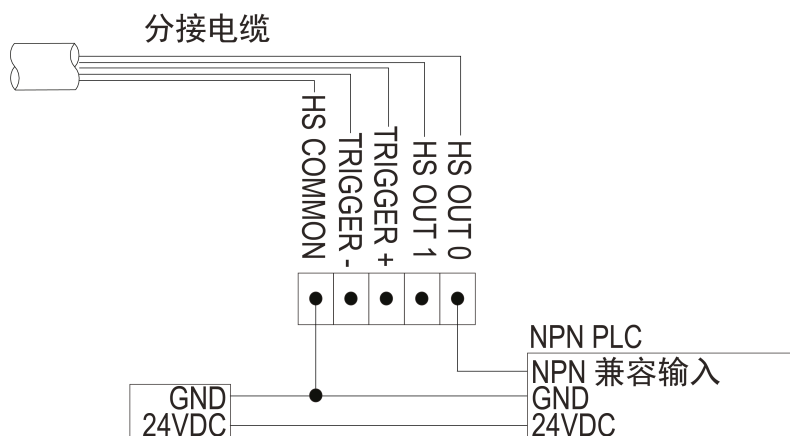 分接电缆
HS COMMON
TRIGGER -
TRIGGER +
HS OUT 1
HS OUT 0
NPN PLC
NPN 兼容输入
GND
GND
24VDC
24VDC